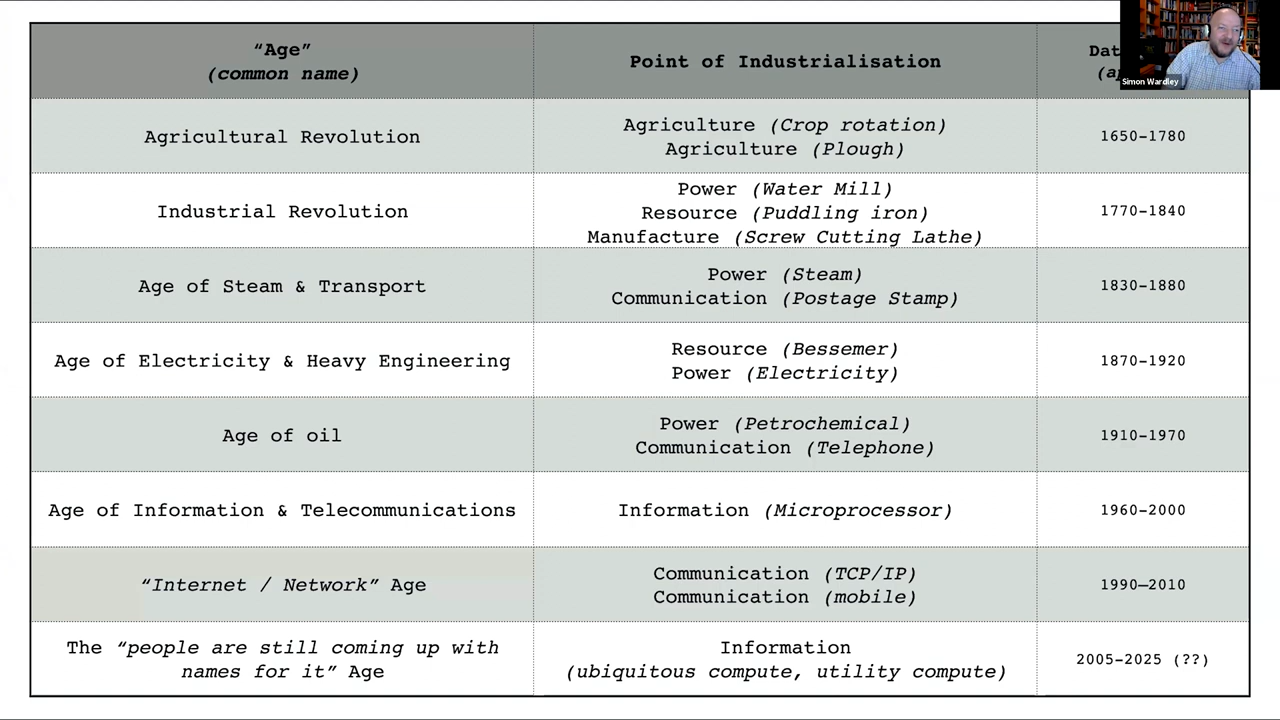 “Age”
(common name)
Point of Industrialisation
Simon Wardley
Agricultural Revolution
Agriculture (Crop rotation)
Agriculture (Plough)
1650-1780
Industrial Revolution
Power (Water Mill)
Resource (Puddling iron)
Manufacture (Screw Cutting Lathe)
1770-1840
Age of Steam & Transport
Power (Steam)
Communication (Postage Stamp)
1830-1880
Age of Electricity & Heavy Engineering
Resource (Bessemer)
Power (Electricity)
1870-1920
Age of oil
Power (Petrochemical)
Communication (Telephone)
1910-1970
Age of Information & Telecommunications
Information (Microprocessor)
1960-2000
“Internet / Network” Age
Communication (TCP/IP)
Communication (mobile)
1990–2010
The “people are still coming up with
names for it” Age
Information
(ubiquitous compute, utility compute)
2005-2025 (??)